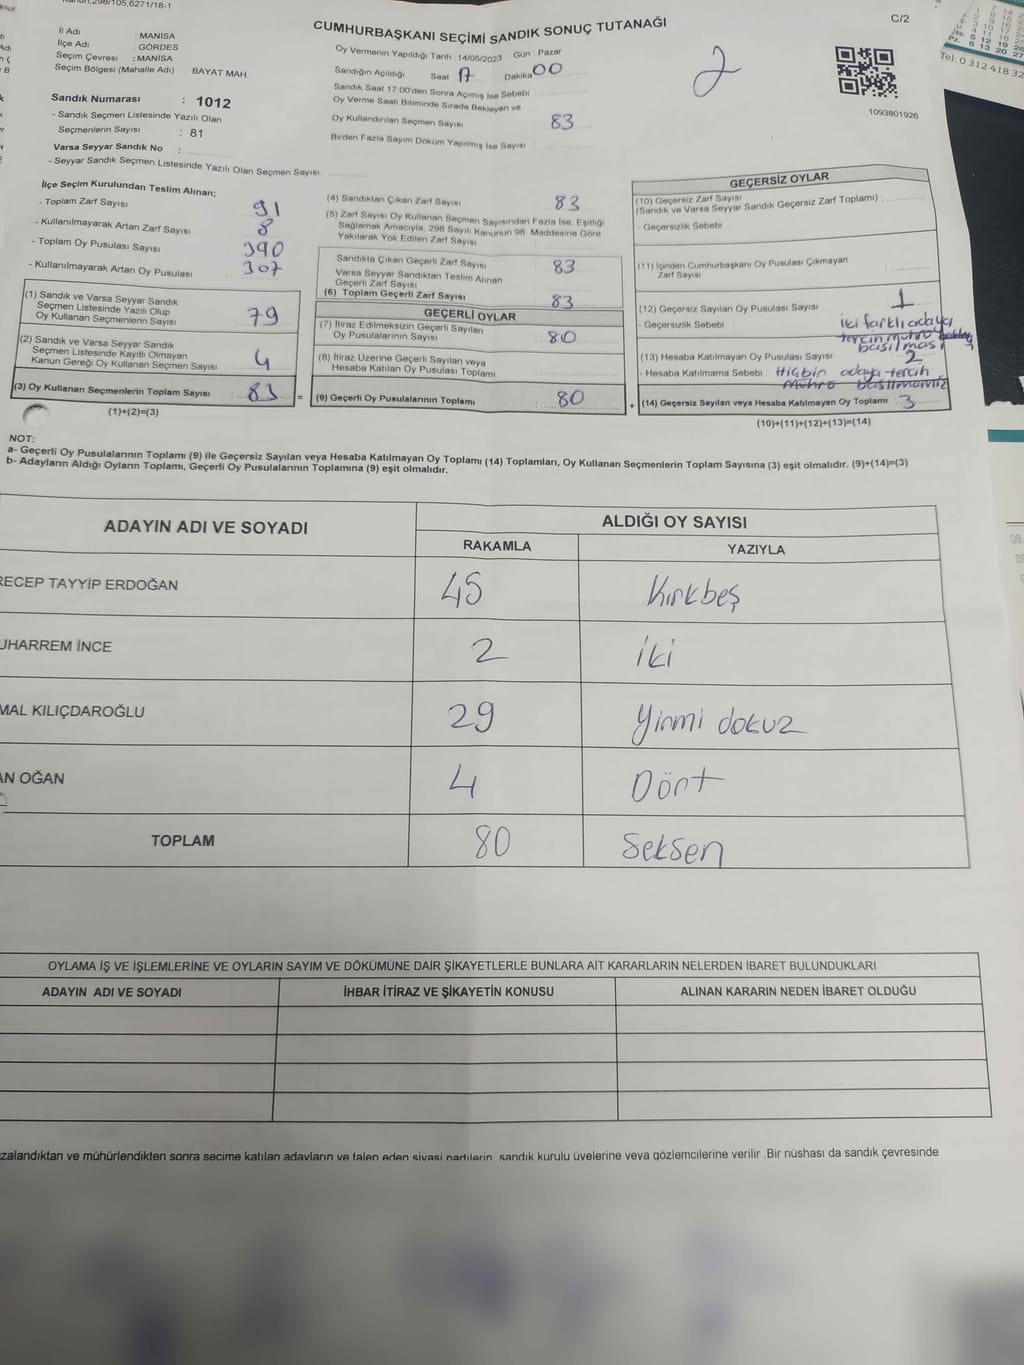 CUMHURBAŞKANI SEÇİMİ SANDIK SONUÇ TUTANAĞI
C/2
İl Adı : MANİSA
İlçe Adı : GÖRDES
Seçim Çevresi : MANİSA
Seçim Bölgesi (Mahalle Adı) : BAYAT MAH.
Sandık Numarası : 1012
- Sandık Seçmen Listesinde Yazılı Olan
Seçmenlerin Sayısı : 81
Varsa Seyyar Sandık No :
- Seyyar Sandık Seçmen Listesinde Yazılı Olan Seçmen Sayısı
Oy Vermenin Yapıldığı Tarih : 14/05/2023 Gün : Pazar
Sandığın Açıldığı Saat 17 Dakika 00
Sandık Saat 17:00'den Sonra Açımış İse Sebebi
Oy Verme Saati Bitiminde Sırada Bekleyen ve
Oy Kullandırılan Seçmen Sayısı 83
Birden Fazla Sayım Döküm Yapılmış İse Sayısı
2
1093801926
Tel: 0 312 418 32
İlçe Seçim Kurulundan Teslim Alınan;
- Toplam Zarf Sayısı 91
- Kullanılmayarak Artan Zarf Sayısı 8
- Toplam Oy Pusulası Sayısı 390
- Kullanılmayarak Artan Oy Pusulası 307
(1) Sandık ve Varsa Seyyar Sandık
Seçmen Listesinde Yazılı Olup
Oy Kullanan Seçmenlerin Sayısı 79
(2) Sandık ve Varsa Seyyar Sandık
Seçmen Listesinde Kayıtlı Olmayan
Kanun Gereği Oy Kullanan Seçmen Sayısı 4
(3) Oy Kullanan Seçmenlerin Toplam Sayısı : 83 =
(1)+(2)=(3)
(4) Sandıktan Çıkan Zarf Sayısı 83
(5) Zarf Sayısı Oy Kullanan Seçmen Sayısından Fazla İse, Eşitliği
Sağlamak Amacıyla, 298 Sayılı Kanunun 98. Maddesine Göre
Yakılarak Yok Edilen Zarf Sayısı
Sandıkta Çıkan Geçerli Zarf Sayısı 83
Varsa Seyyar Sandıktan Teslim Alınan
Geçerli Zarf Sayısı
(6) Toplam Geçerli Zarf Sayısı 83
GEÇERLİ OYLAR
(7) İtiraz Edilmeksizin Geçerli Sayılan
Oy Pusulalarının Sayısı : 80
(8) İtiraz Üzerine Geçerli Sayılan veya
Hesaba Katılan Oy Pusulası Toplamı
(9) Geçerli Oy Pusulalarının Toplamı : 80 +
GEÇERSİZ OYLAR
(10) Geçersiz Zarf Sayısı
(Sandık ve Varsa Seyyar Sandık Geçersiz Zarf Toplamı) :
- Geçersizlik Sebebi
(11) İçinden Cumhurbaşkanı Oy Pusulası Çıkmayan
Zarf Sayısı :
(12) Geçersiz Sayılan Oy Pusulası Sayısı 1
- Geçersizlik Sebebi : iki farklı adaya
basılması
(13) Hesaba Katılmayan Oy Pusulası Sayısı 2
- Hesaba Katılmama Sebebi : Hiçbir adaya tercih
Mührü
(14) Geçersiz Sayılan veya Hesaba Katılmayan Oy Toplamı : 3
(10)+(11)+(12)+(13)=(14)
NOT:
a- Geçerli Oy Pusulalarının Toplamı (9) ile Geçersiz Sayılan veya Hesaba Katılmayan Oy Toplamı (14) Toplamları, Oy Kullanan Seçmenlerin Toplam Sayısına (3) eşit olmalıdır. (9)+(14)=(3)
b- Adayların Aldığı Oyların Toplamı, Geçerli Oy Pusulalarının Toplamına (9) eşit olmalıdır.
ADAYIN ADI VE SOYADI
ALDIĞI OY SAYISI
RAKAMLA YAZIYLA
RECEP TAYYİP ERDOĞAN 45 Kırkbeş
UHARREM İNCE 2 iki
MAL KILIÇDAROĞLU 29 Yirmi dokuz
AN OĞAN 4 Dört
TOPLAM 80 Seksen
OYLAMA İŞ VE İŞLEMLERİNE VE OYLARIN SAYIM VE DÖKÜMÜNE DAİR ŞİKAYETLERLE BUNLARA AİT KARARLARIN NELERDEN İBARET BULUNDUKLARI
ADAYIN ADI VE SOYADI İHBAR İTİRAZ VE ŞİKAYETİN KONUSU ALINAN KARARIN NEDEN İBARET OLDUĞU
zalandıktan ve mühürlendikten sonra seçime katılan adayların ve talep eden siyasi partilerin sandık kurulu üyelerine veya gözlemcilerine verilir .Bir nüshası da sandık çevresinde